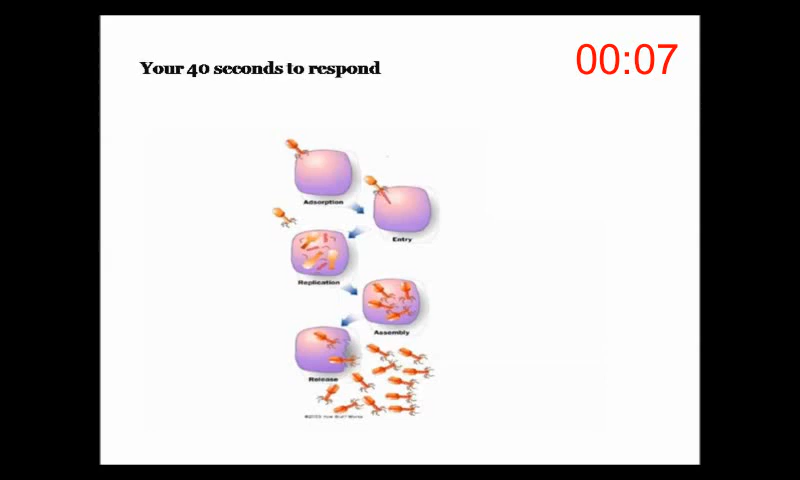 Your 40 seconds to respond
00:07
Adsorption
Entry
Replication
Assembly
Release